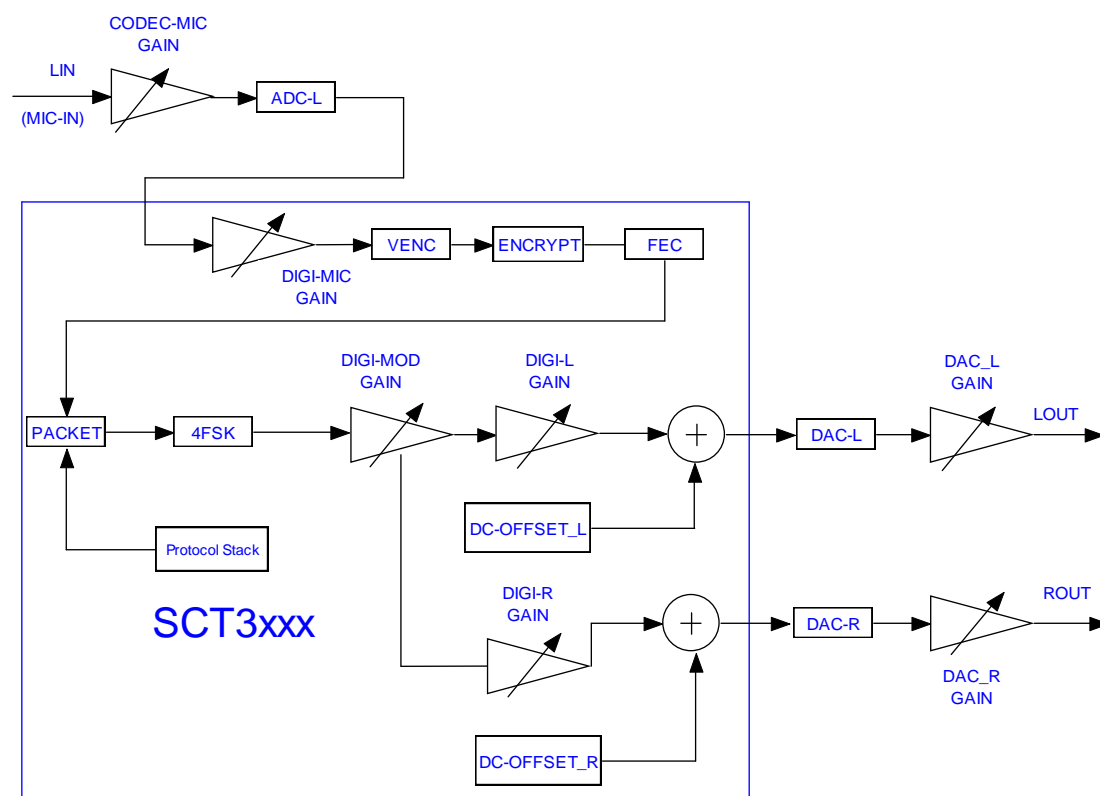 CODEC-MIC
GAIN
LIN
(MIC-IN)
ADC-L
DIGI-MIC
GAIN
VENC
ENCRYPT
FEC
PACKET
4FSK
DIGI-MOD
GAIN
DIGI-L
GAIN
+
DAC-L
DAC_L
GAIN
LOUT
DC-OFFSET_L
Protocol Stack
SCT3xxx
DIGI-R
GAIN
+
DAC-R
DAC_R
GAIN
ROUT
DC-OFFSET_R